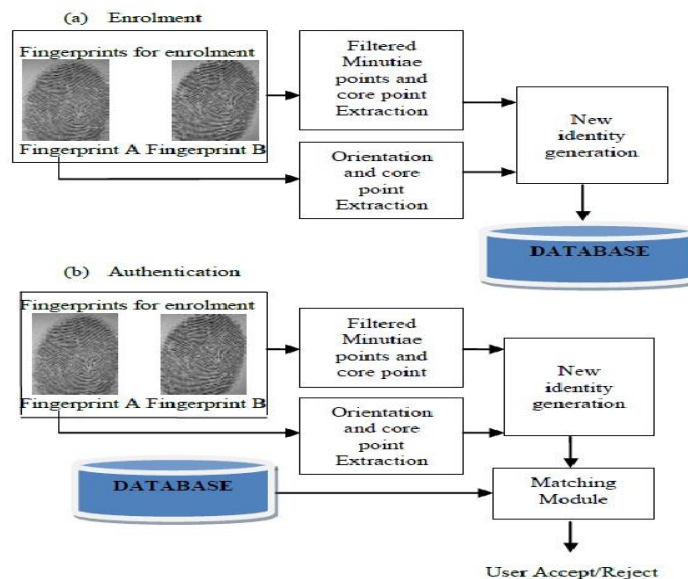 (a) Enrolment
Fingerprints for enrolment
Fingerprint A Fingerprint B
Filtered
Minutiae
points and
core point
Extraction
Orientation
and core
point
Extraction
New
identity
generation
DATABASE
(b) Authentication
Fingerprints for enrolment
Fingerprint A Fingerprint B
Filtered
Minutiae
points and
core point
Orientation
and core
point
Extraction
New
identity
generation
DATABASE
Matching
Module
User Accept/Reject